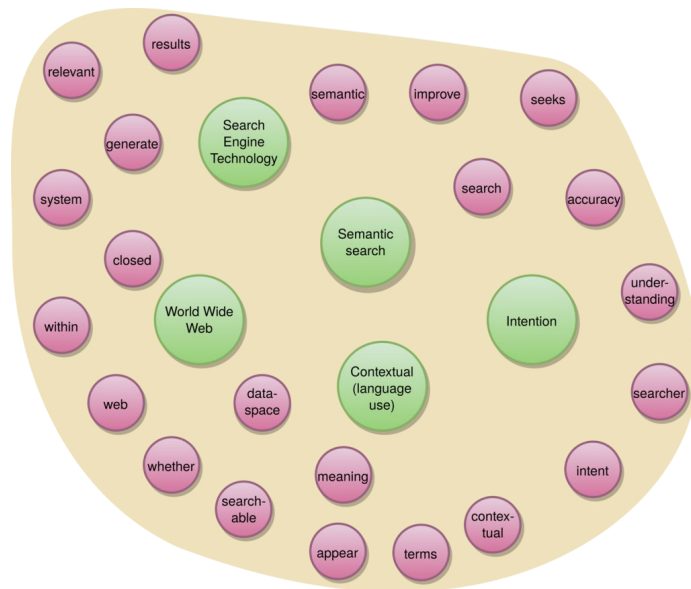 results
relevant
semantic
improve
seeks
Search
Engine
Technology
generate
search
system
accuracy
Semantic
search
closed
under-
standing
World Wide
Web
Intention
within
Contextual
(language
use)
data-
space
web
searcher
whether
meaning
intent
search-
able
contex-
tual
appear
terms